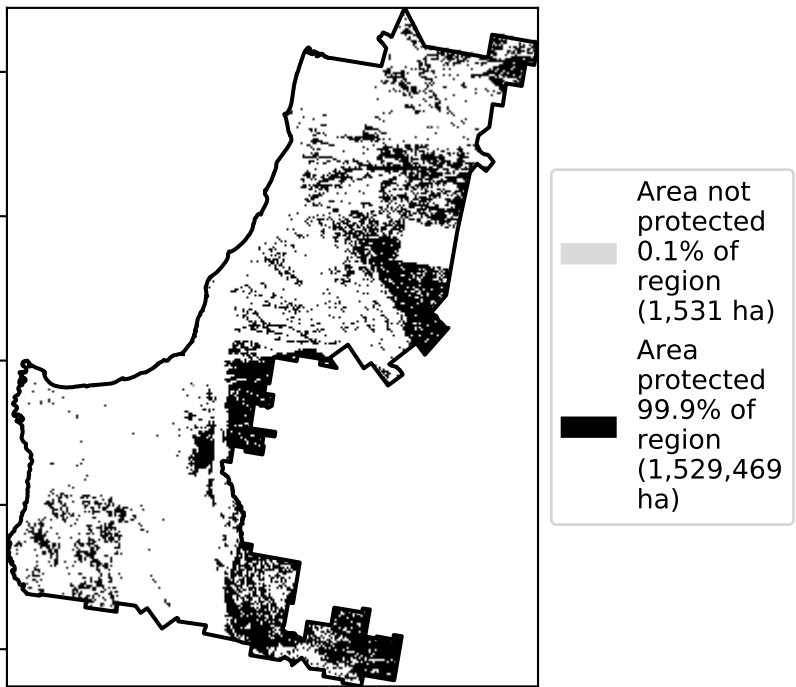 Area not
protected
0.1% of
region
(1,531 ha)
Area
protected
99.9% of
region
(1,529,469
ha)